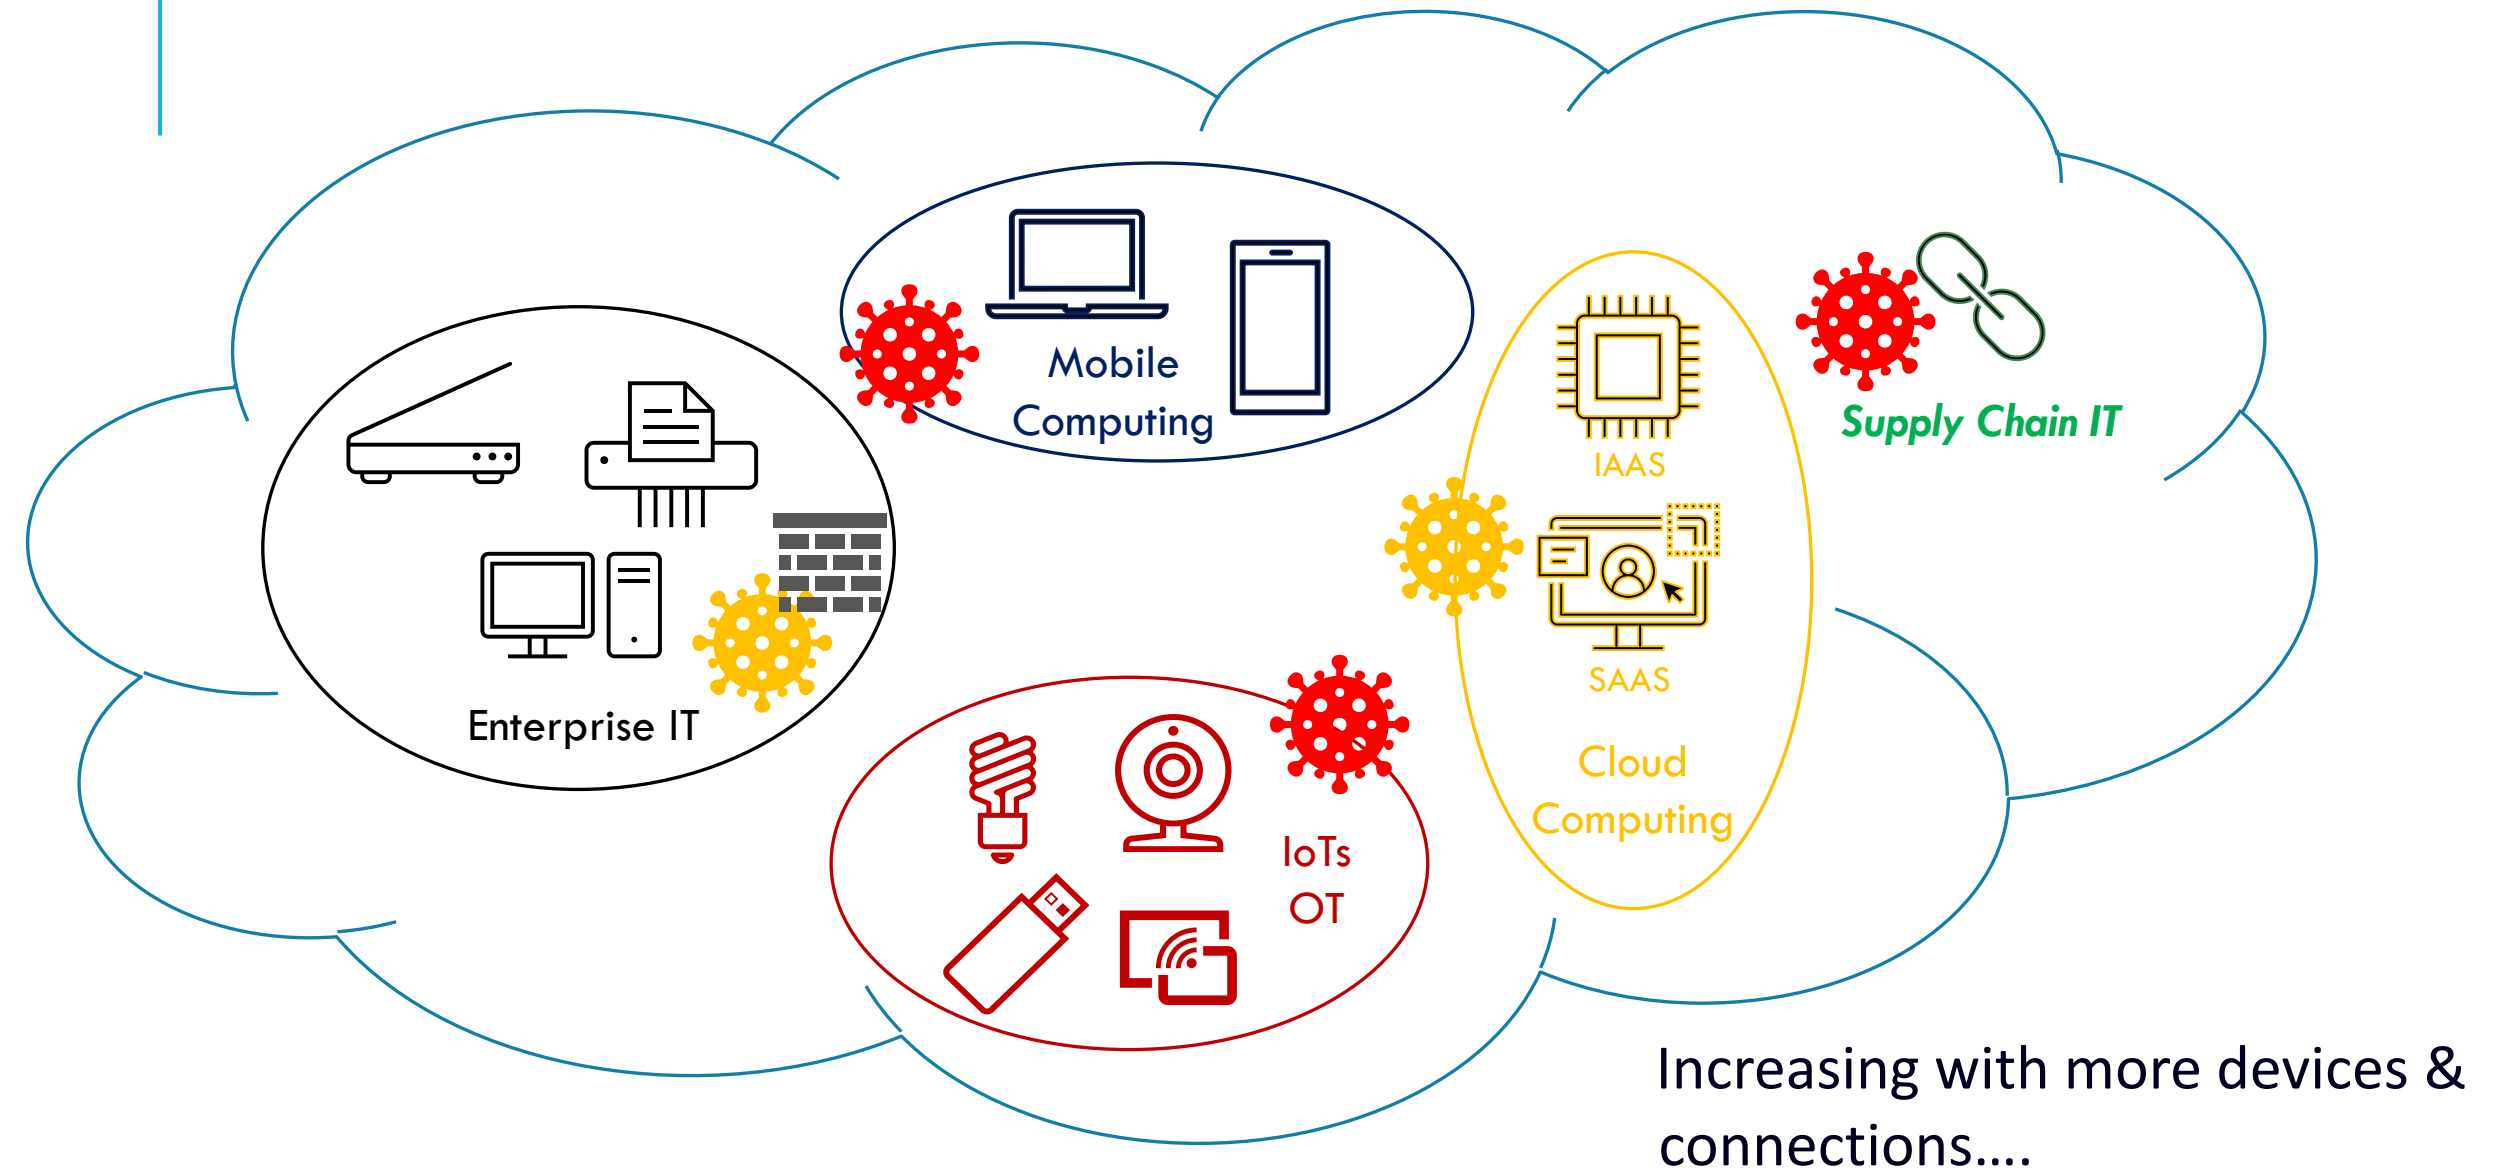 Mobile
Computing
Supply Chain IT
IAAS
SAAS
Enterprise IT
Cloud
Computing
IoTs
OT
Increasing with more devices &
connections....